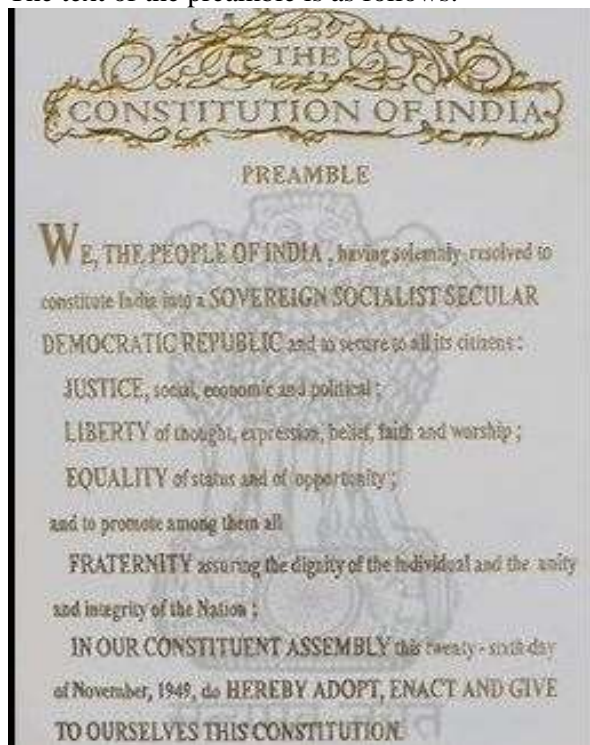 The text of the preamble is as follows:
THE
CONSTITUTION OF INDIA
PREAMBLE
WE, THE PEOPLE OF INDIA , having solemnly resolved to
constitute India into a SOVEREIGN SOCIALIST SECULAR
DEMOCRATIC REPUBLIC and to secure to all its citizens :
JUSTICE, social, economic and political ;
LIBERTY of thought, expression, belief, faith and worship ;
EQUALITY of status and of opportunity ;
and to promote among them all
FRATERNITY assuring the dignity of the Individual and the unity
and integrity of the Nation ;
IN OUR CONSTITUENT ASSEMBLY this twenty - sixth day
of November, 1949, do HEREBY ADOPT, ENACT AND GIVE
TO OURSELVES THIS CONSTITUTION.